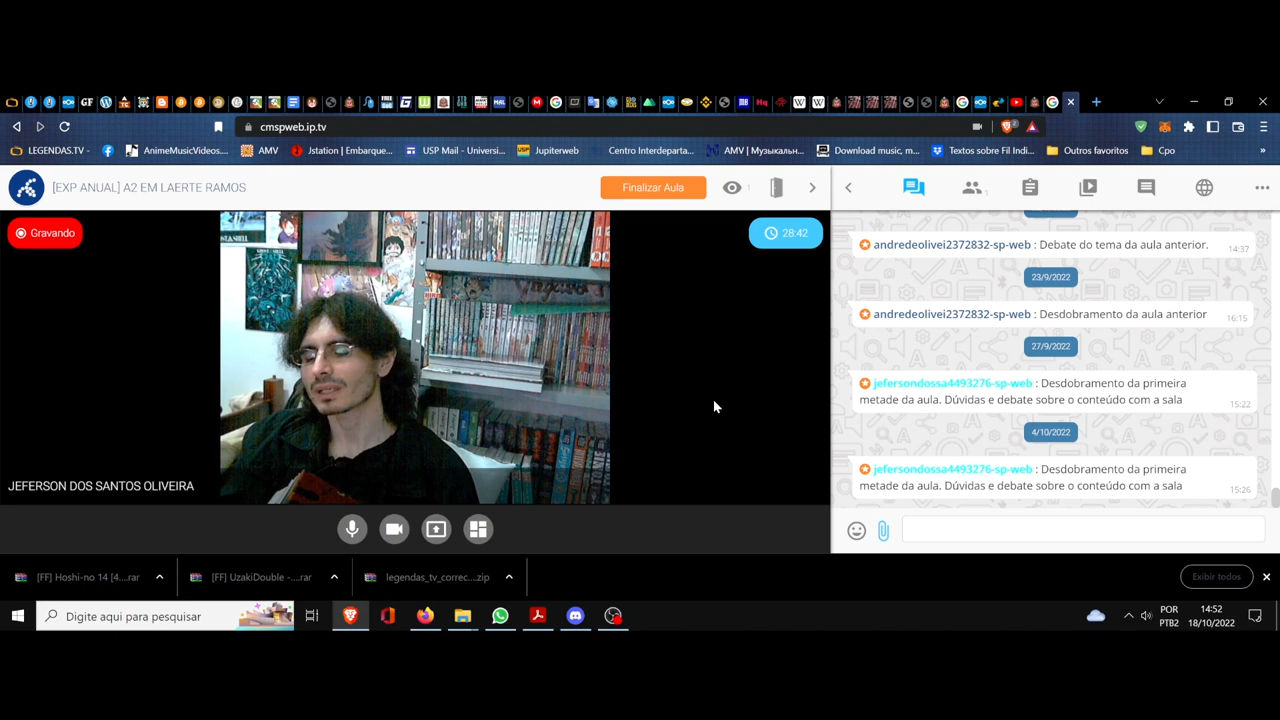 cmspweb.ip.tv
LEGENDAS.TV -
AnimeMusicVideos...
AMV
Jstation | Embarque...
USP Mail - Universi...
Jupiterweb
Centro Interdeparta...
AMV | Музыкальн...
Download music, m...
Textos sobre Fil Indi...
Outros favoritos
Cpo
[EXP ANUAL] A2 EM LAERTE RAMOS
Finalizar Aula
1
1
Gravando
28:42
JEFERSON DOS SANTOS OLIVEIRA
andredeolivei2372832-sp-web : Debate do tema da aula anterior.
14:37
23/9/2022
andredeolivei2372832-sp-web : Desdobramento da aula anterior
16:15
27/9/2022
jefersondossa4493276-sp-web : Desdobramento da primeira
metade da aula. Dúvidas e debate sobre o conteúdo com a sala
15:22
4/10/2022
jefersondossa4493276-sp-web : Desdobramento da primeira
metade da aula. Dúvidas e debate sobre o conteúdo com a sala
15:26
[FF] Hoshi-no 14 [4....rar
[FF] UzakiDouble -....rar
legendas_tv_correc....zip
Exibir todos
Digite aqui para pesquisar
POR
PTB2
14:52
18/10/2022